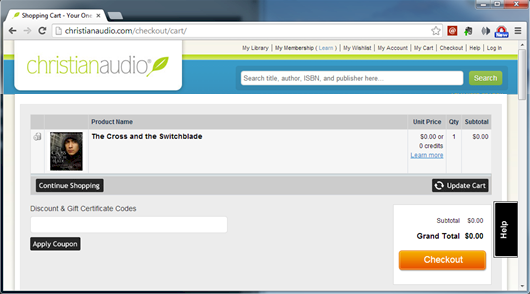 Shopping Cart - Your One
christianaudio.com/checkout/cart/
My Library | My Membership ( Learn ) | My Wishlist | My Account | My Cart | Checkout | Help | Log In
christianaudio
Search title, author, ISBN, and publisher here...
Search
Product Name Unit Price Qty Subtotal
The Cross and the Switchblade $0.00 or 1 $0.00
0 credits
Learn more
Continue Shopping Update Cart
Discount & Gift Certificate Codes
Subtotal $0.00
Grand Total $0.00
Help
Apply Coupon
Checkout